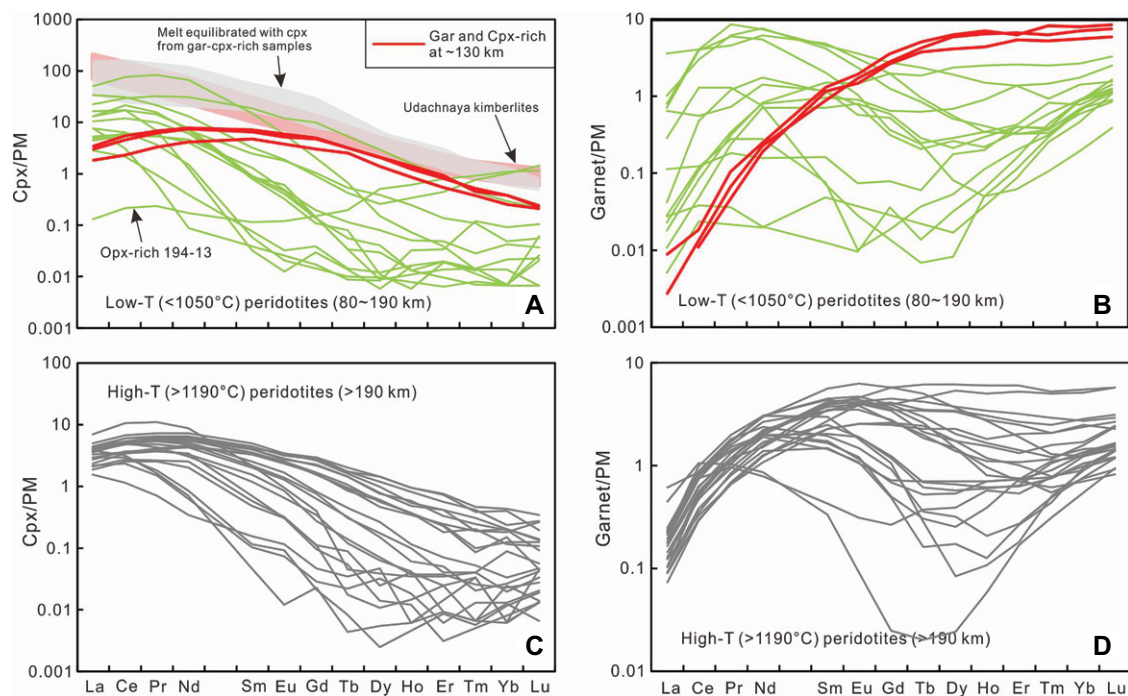 1000
100
10
1
0.1
0.01
0.001
Cpx/PM
Melt equilibrated with cpx
from gar-cpx-rich samples
Gar and Cpx-rich
at ~130 km
Udachnaya kimberlites
Opx-rich 194-13
Low-T (<1050°C) peridotites (80~190 km)
A
10
1
0.1
0.01
0.001
Garnet/PM
Low-T (<1050°C) peridotites (80~190 km)
B
100
10
1
0.1
0.01
0.001
Cpx/PM
High-T (>1190°C) peridotites (>190 km)
C
La Ce Pr Nd Sm Eu Gd Tb Dy Ho Er Tm Yb Lu
10
1
0.1
0.01
Garnet/PM
High-T (>1190°C) peridotites (>190 km)
D
La Ce Pr Nd Sm Eu Gd Tb Dy Ho Er Tm Yb Lu